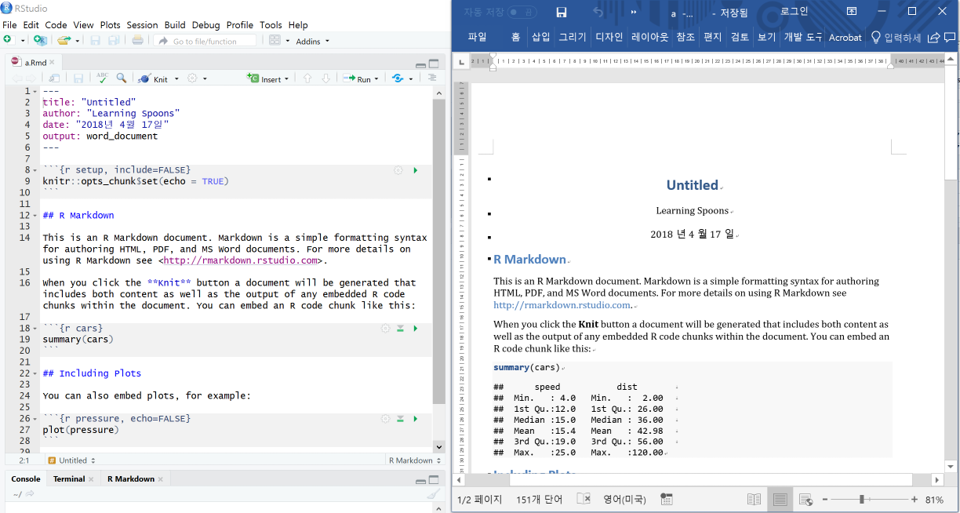 RStudio
File Edit Code View Plots Session Build Debug Profile Tools Help
Go to file/function Addins
a.Rmd
ABC Knit Insert Run
1 ---
2 title: "Untitled"
3 author: "Learning Spoons"
4 date: "2018년 4월 17일"
5 output: word_document
6 ---
7
8 ```{r setup, include=FALSE}
9 knitr::opts_chunk$set(echo = TRUE)
10 ```
11
12 ## R Markdown
13
14 This is an R Markdown document. Markdown is a simple formatting syntax
for authoring HTML, PDF, and MS Word documents. For more details on
using R Markdown see <http://rmarkdown.rstudio.com>.
15
16 When you click the **Knit** button a document will be generated that
includes both content as well as the output of any embedded R code
chunks within the document. You can embed an R code chunk like this:
17
18 ```{r cars}
19 summary(cars)
20 ```
21
22 ## Including Plots
23
24 You can also embed plots, for example:
25
26 ```{r pressure, echo=FALSE}
27 plot(pressure)
28 ```
29
2:1 Untitled R Markdown
Console Terminal R Markdown
~/
자동 저장 a -... - 저장됨 로그인
파일 홈 삽입 그리기 디자인 레이아웃 참조 편지 검토 보기 개발 도구 Acrobat 입력하세
Untitled
Learning Spoons
2018 년 4 월 17 일
R Markdown
This is an R Markdown document. Markdown is a simple formatting syntax for authoring
HTML, PDF, and MS Word documents. For more details on using R Markdown see
http://rmarkdown.rstudio.com.
When you click the Knit button a document will be generated that includes both content as
well as the output of any embedded R code chunks within the document. You can embed an
R code chunk like this:
summary(cars)
## speed dist
## Min. : 4.0 Min. : 2.00
## 1st Qu.:12.0 1st Qu.: 26.00
## Median :15.0 Median : 36.00
## Mean :15.4 Mean : 42.98
## 3rd Qu.:19.0 3rd Qu.: 56.00
## Max. :25.0 Max. :120.00
Including Plots
1/2 페이지 151개 단어 영어(미국) 81%